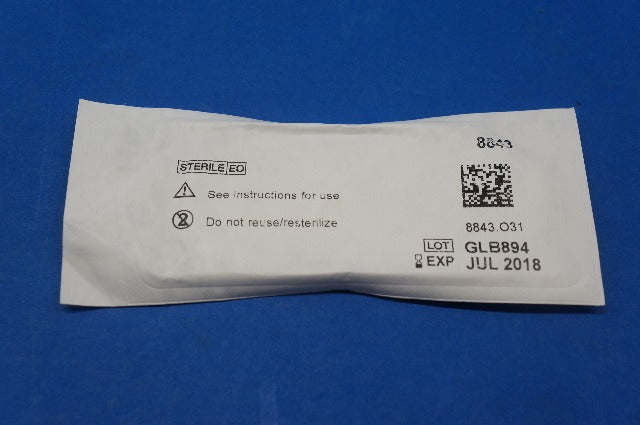 8843
STERILE EO
See instructions for use
Do not reuse/resterilize
8843.O31
LOT GLB894
EXP JUL 2018